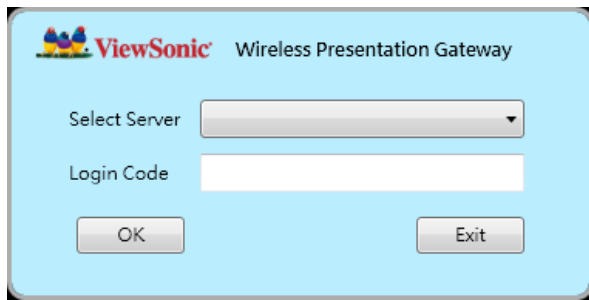 ViewSonic® Wireless Presentation Gateway
Select Server
Login Code
OK Exit